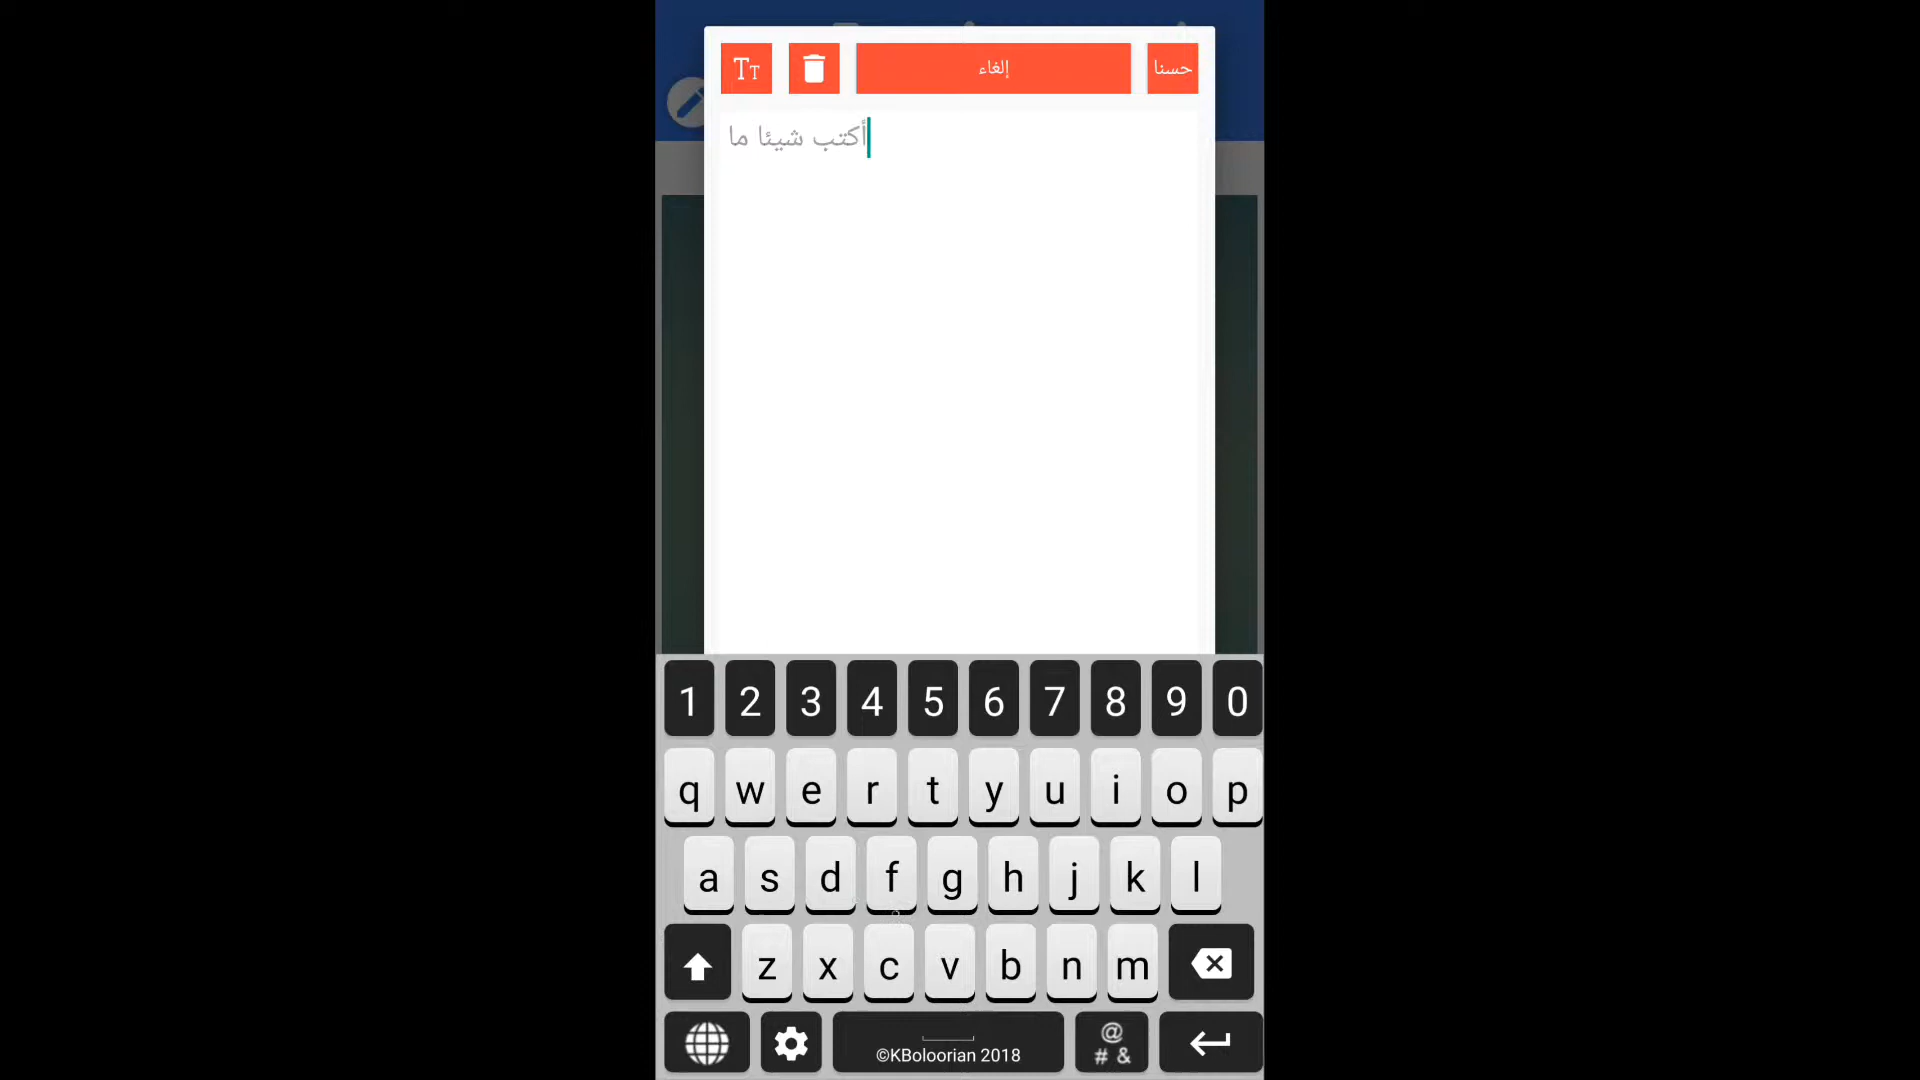 Tт إلغاء حسنا
أكتب شيئا ما
1 2 3 4 5 6 7 8 9 0
q w e r t y u i o p
a s d f g h j k l
z x c v b n m
@
# &
©KBoloorian 2018